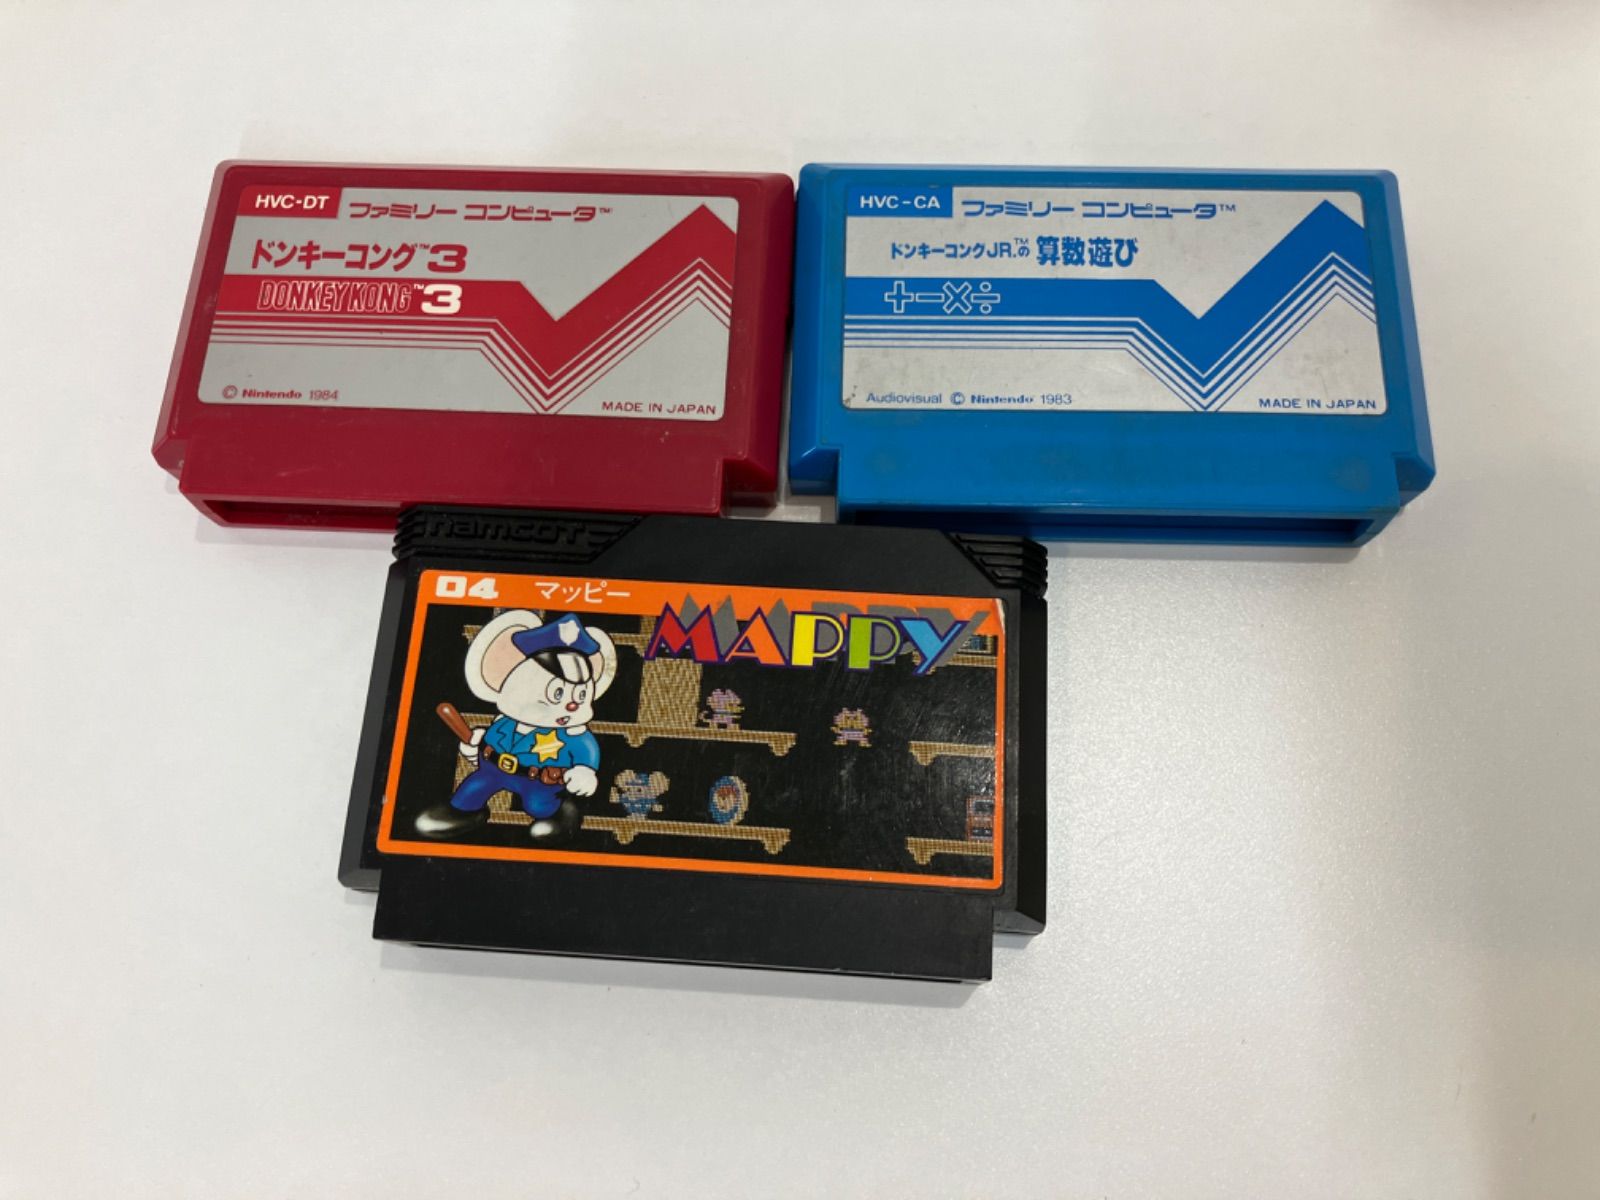 HVC-DT ファミリー コンピュータ™
ドンキーコング™3
DONKEY KONG™3
© Nintendo 1984
MADE IN JAPAN
HVC-CA ファミリー コンピュータ™
ドンキーコングJR.™の 算数遊び
+−×÷
Audiovisual © Nintendo 1983
MADE IN JAPAN
namcot
04 マッピー
MAPPY